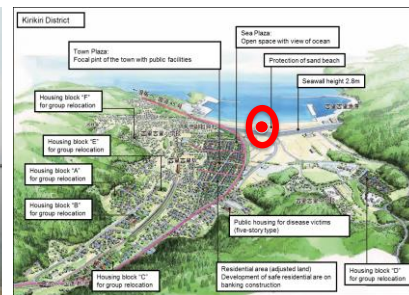 Kirikiri District
Sea Plaza:
Open space with view of ocean
Town Plaza:
Focal pint of the town with public facilities
Protection of sand beach
Seawall height 2.8m
Housing block "F"
for group relocation
Housing block "E"
for group relocation
Housing block "A"
for group relocation
Housing block "B"
for group relocation
Housing block "C"
for group relocation
Public housing for disease victims
(five-story type)
Residential area (adjusted land)
Development of safe residential are on
banking construction
Housing block "D"
for group relocation